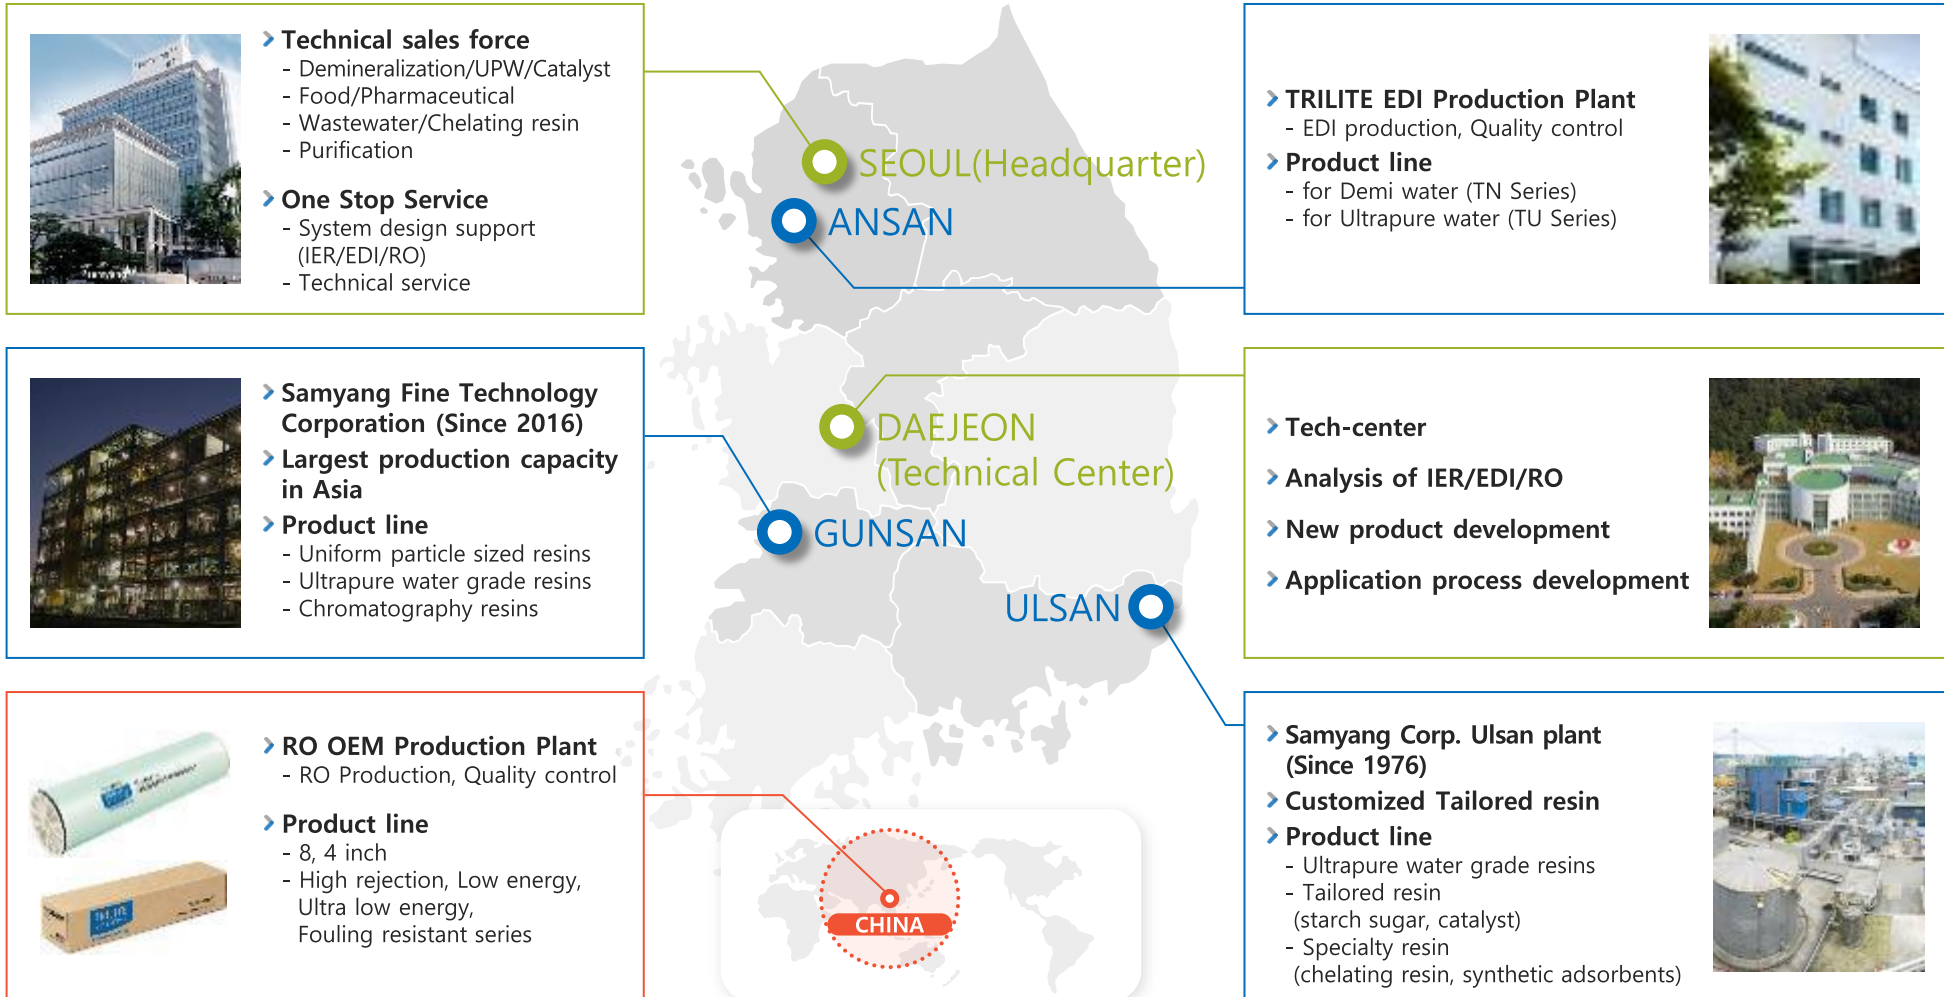 Technical sales force
- Demineralization/UPW/Catalyst
- Food/Pharmaceutical
- Wastewater/Chelating resin
- Purification
One Stop Service
- System design support
(IER/EDI/RO)
- Technical service
SEOUL(Headquarter)
ANSAN
TRILITE EDI Production Plant
- EDI production, Quality control
Product line
- for Demi water (TN Series)
- for Ultrapure water (TU Series)
Samyang Fine Technology
Corporation (Since 2016)
Largest production capacity
in Asia
Product line
- Uniform particle sized resins
- Ultrapure water grade resins
- Chromatography resins
DAEJEON
(Technical Center)
GUNSAN
ULSAN
Tech-center
Analysis of IER/EDI/RO
New product development
Application process development
RO OEM Production Plant
- RO Production, Quality control
Product line
- 8, 4 inch
- High rejection, Low energy,
Ultra low energy,
Fouling resistant series
CHINA
Samyang Corp. Ulsan plant
(Since 1976)
Customized Tailored resin
Product line
- Ultrapure water grade resins
- Tailored resin
(starch sugar, catalyst)
- Specialty resin
(chelating resin, synthetic adsorbents)